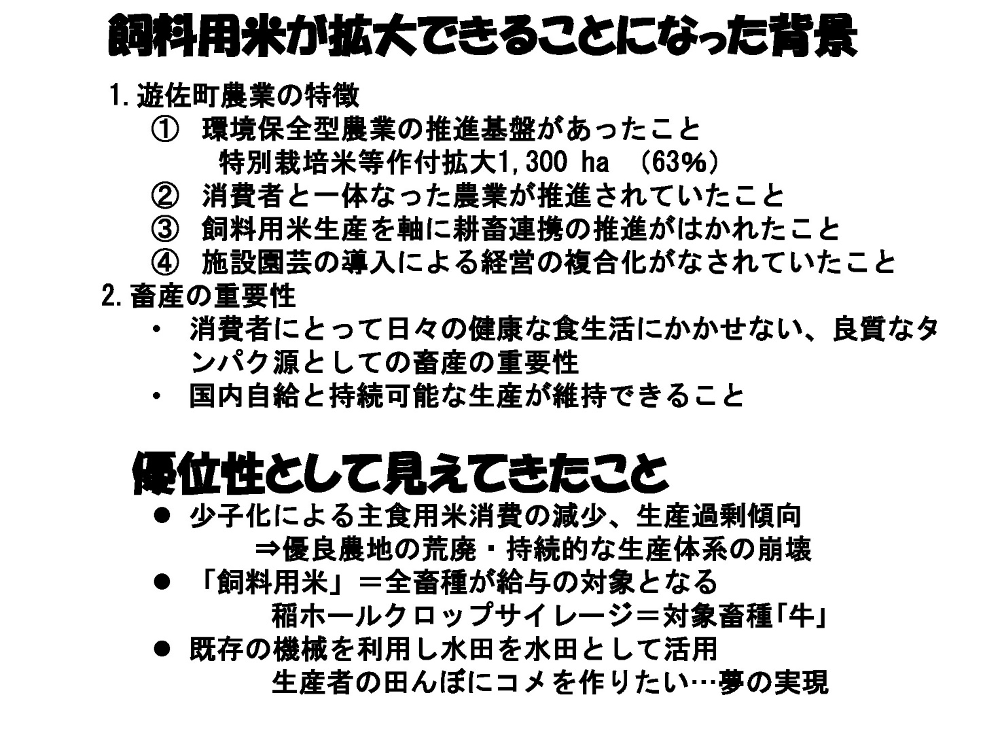 飼料用米が拡大できることになった背景
1.遊佐町農業の特徴
① 環境保全型農業の推進基盤があったこと
特別栽培米等作付拡大1,300 ha （63%）
② 消費者と一体なった農業が推進されていたこと
③ 飼料用米生産を軸に耕畜連携の推進がはかれたこと
④ 施設園芸の導入による経営の複合化がなされていたこと
2.畜産の重要性
・ 消費者にとって日々の健康な食生活にかかせない、良質なタ
ンパク源としての畜産の重要性
・ 国内自給と持続可能な生産が維持できること
優位性として見えてきたこと
● 少子化による主食用米消費の減少、生産過剰傾向
⇒優良農地の荒廃・持続的な生産体系の崩壊
● 「飼料用米」＝全畜種が給与の対象となる
稲ホールクロップサイレージ＝対象畜種「牛」
● 既存の機械を利用し水田を水田として活用
生産者の田んぼにコメを作りたい…夢の実現